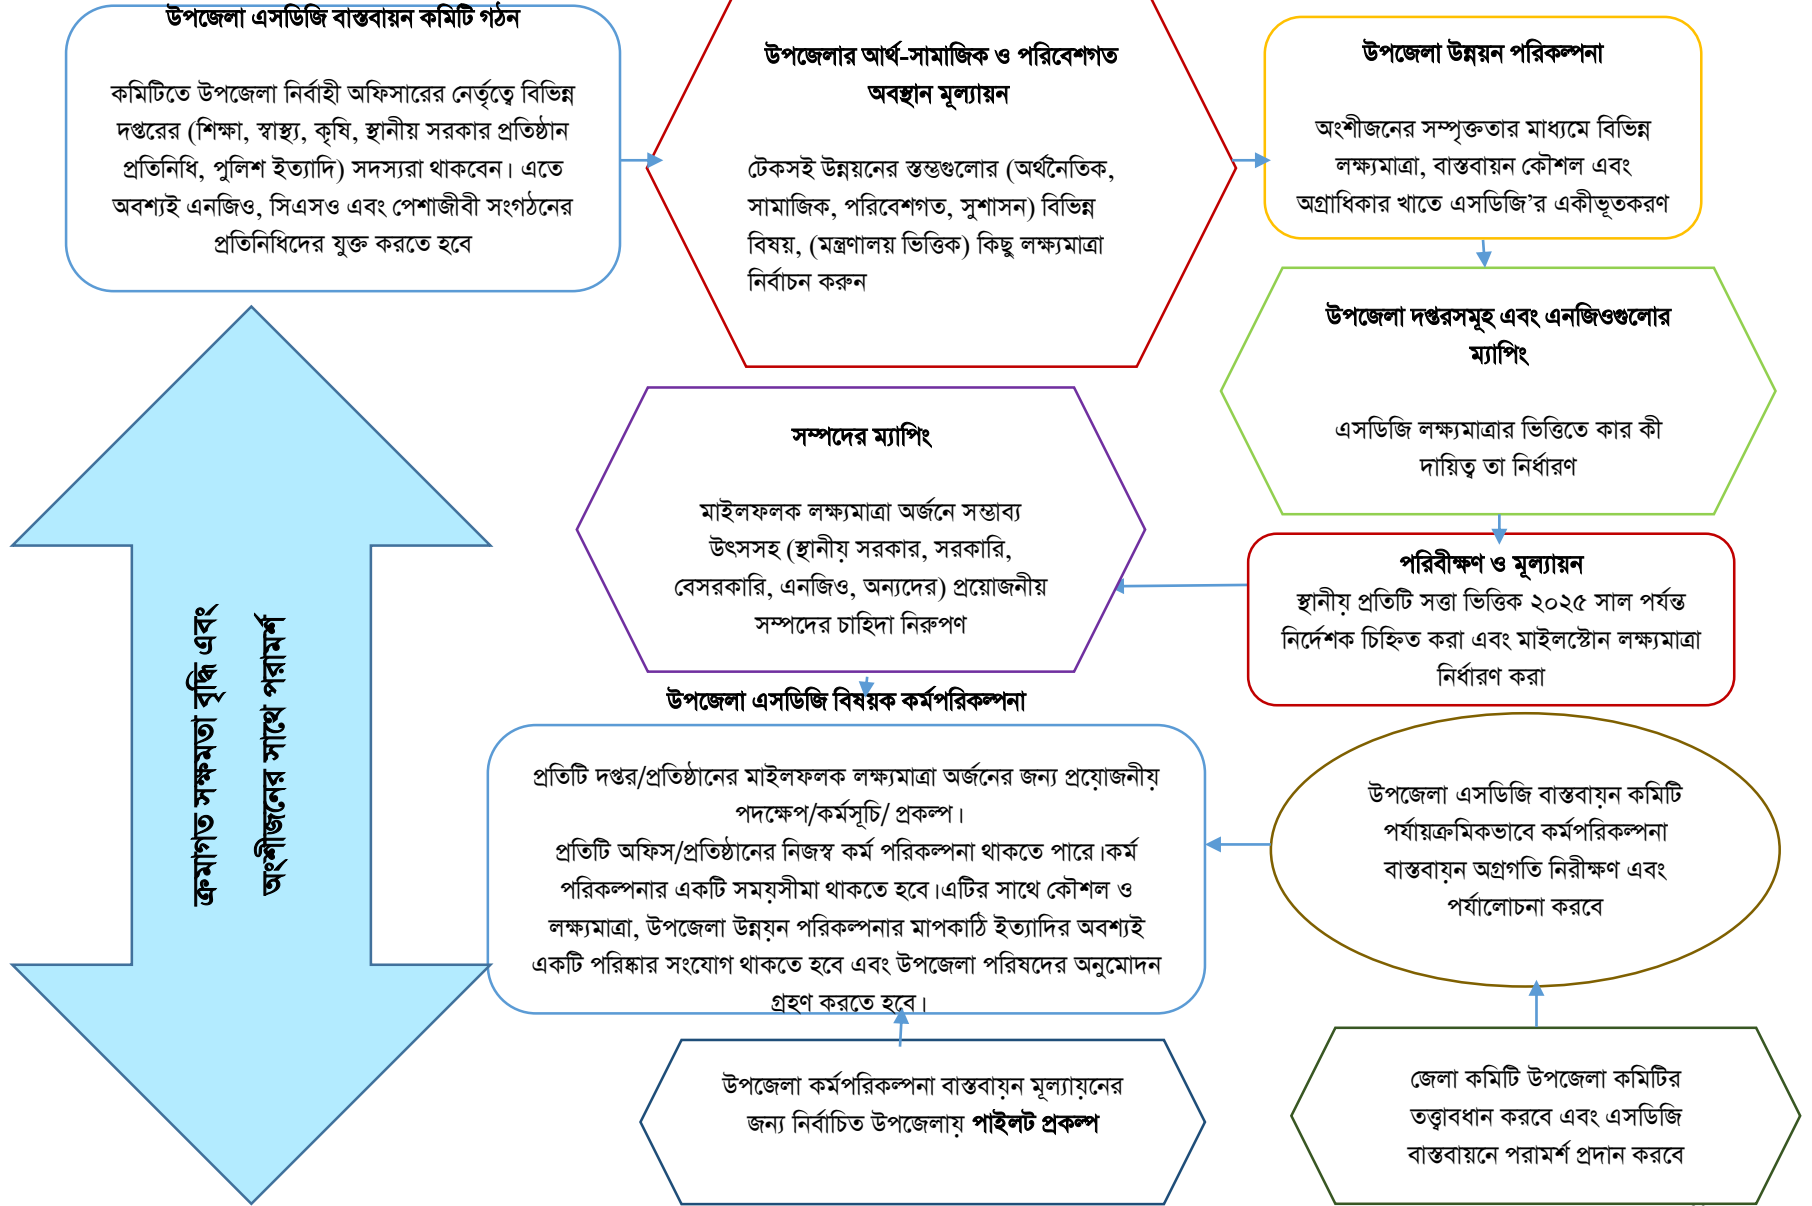 উপজেলা এসডিজি বাস্তবায়ন কমিটি গঠন
কমিটিতে উপজেলা নির্বাহী অফিসারের নের্তৃত্বে বিভিন্ন
দপ্তরের (শিক্ষা, স্বাস্থ্য, কৃষি, স্থানীয় সরকার প্রতিষ্ঠান
প্রতিনিধি, পুলিশ ইত্যাদি) সদস্যরা থাকবেন। এতে
অবশ্যই এনজিও, সিএসও এবং পেশাজীবী সংগঠনের
প্রতিনিধিদের যুক্ত করতে হবে
উপজেলার আর্থ-সামাজিক ও পরিবেশগত
অবস্থান মূল্যায়ন
টেকসই উন্নয়নের স্তম্ভগুলোর (অর্থনৈতিক,
সামাজিক, পরিবেশগত, সুশাসন) বিভিন্ন
বিষয়, (মন্ত্রণালয় ভিত্তিক) কিছু লক্ষ্যমাত্রা
নির্বাচন করুন
উপজেলা উন্নয়ন পরিকল্পনা
অংশীজনের সম্পৃক্ততার মাধ্যমে বিভিন্ন
লক্ষ্যমাত্রা, বাস্তবায়ন কৌশল এবং
অগ্রাধিকার খাতে এসডিজি’র একীভূতকরণ
উপজেলা দপ্তরসমূহ এবং এনজিওগুলোর
ম্যাপিং
এসডিজি লক্ষ্যমাত্রার ভিত্তিতে কার কী
দায়িত্ব তা নির্ধারণ
পরিবীক্ষণ ও মূল্যায়ন
স্থানীয় প্রতিটি সত্তা ভিত্তিক ২০২৫ সাল পর্যন্ত
নির্দেশক চিহ্নিত করা এবং মাইলস্টোন লক্ষ্যমাত্রা
নির্ধারণ করা
সম্পদের ম্যাপিং
মাইলফলক লক্ষ্যমাত্রা অর্জনে সম্ভাব্য
উৎসসহ (স্থানীয় সরকার, সরকারি,
বেসরকারি, এনজিও, অন্যদের) প্রয়োজনীয়
সম্পদের চাহিদা নিরুপণ
উপজেলা এসডিজি বিষয়ক কর্মপরিকল্পনা
প্রতিটি দপ্তর/প্রতিষ্ঠানের মাইলফলক লক্ষ্যমাত্রা অর্জনের জন্য প্রয়োজনীয়
পদক্ষেপ/কর্মসূচি/ প্রকল্প।
প্রতিটি অফিস/প্রতিষ্ঠানের নিজস্ব কর্ম পরিকল্পনা থাকতে পারে।কর্ম
পরিকল্পনার একটি সময়সীমা থাকতে হবে।এটির সাথে কৌশল ও
লক্ষ্যমাত্রা, উপজেলা উন্নয়ন পরিকল্পনার মাপকাঠি ইত্যাদির অবশ্যই
একটি পরিষ্কার সংযোগ থাকতে হবে এবং উপজেলা পরিষদের অনুমোদন
গ্রহণ করতে হবে।
উপজেলা এসডিজি বাস্তবায়ন কমিটি
পর্যায়ক্রমিকভাবে কর্মপরিকল্পনা
বাস্তবায়ন অগ্রগতি নিরীক্ষণ এবং
পর্যালোচনা করবে
উপজেলা কর্মপরিকল্পনা বাস্তবায়ন মূল্যায়নের
জন্য নির্বাচিত উপজেলায় পাইলট প্রকল্প
জেলা কমিটি উপজেলা কমিটির
তত্ত্বাবধান করবে এবং এসডিজি
বাস্তবায়নে পরামর্শ প্রদান করবে
ক্রমাগত সক্ষমতা বৃদ্ধি এবং
অংশীজনের সাথে পরামর্শ